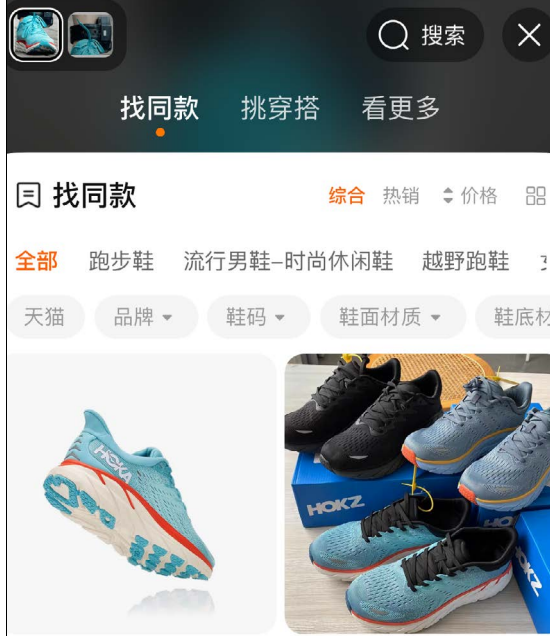 搜索
找同款 挑穿搭 看更多
找同款 综合 热销 价格
全部 跑步鞋 流行男鞋-时尚休闲鞋 越野跑鞋
天猫 品牌 鞋码 鞋面材质 鞋底材
HOKA
HOKZ